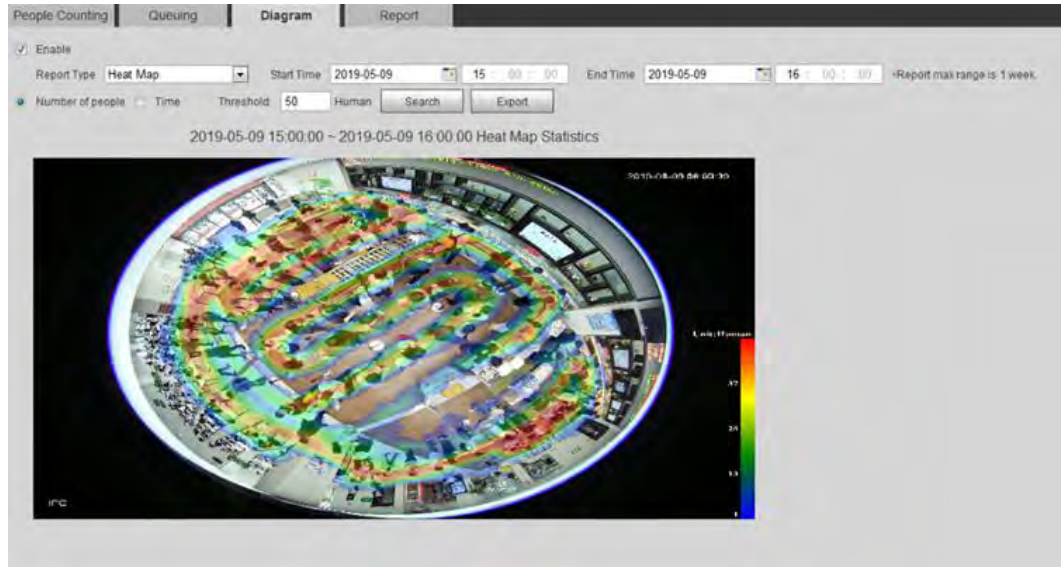 People Counting Queuing Diagram Report
Enable
Report Type Heat Map Start Time 2019-05-09 15 : 00 : 00 End Time 2019-05-09 16 : 00 : 00 *Report max range is 1 week.
Number of people Time Threshold 50 Human Search Export
2019-05-09 15:00:00 ~ 2019-05-09 16:00:00 Heat Map Statistics
Unit:Human
37
13
1
IPC